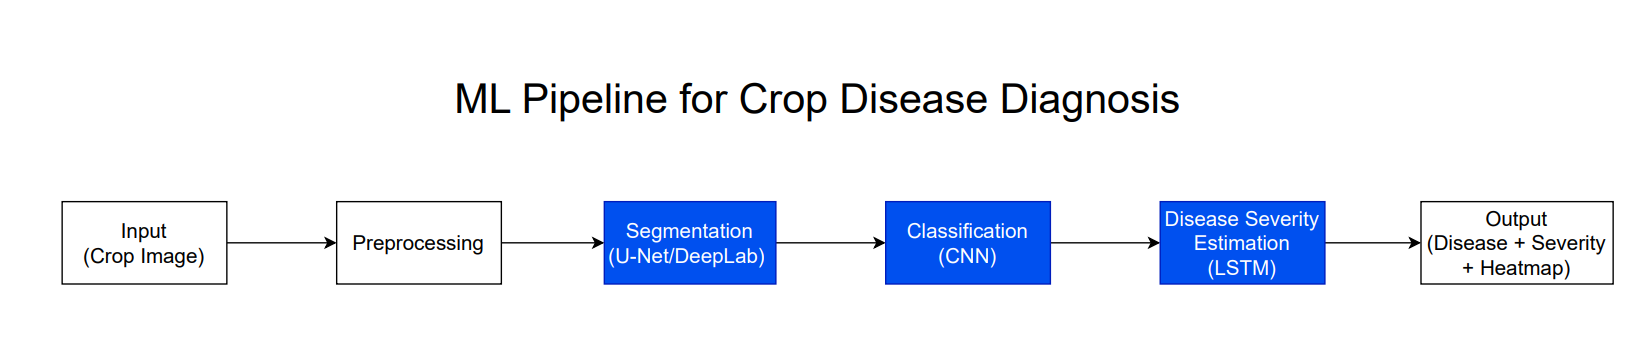 ML Pipeline for Crop Disease Diagnosis
Input
(Crop Image)
Preprocessing
Segmentation
(U-Net/DeepLab)
Classification
(CNN)
Disease Severity
Estimation
(LSTM)
Output
(Disease + Severity
+ Heatmap)